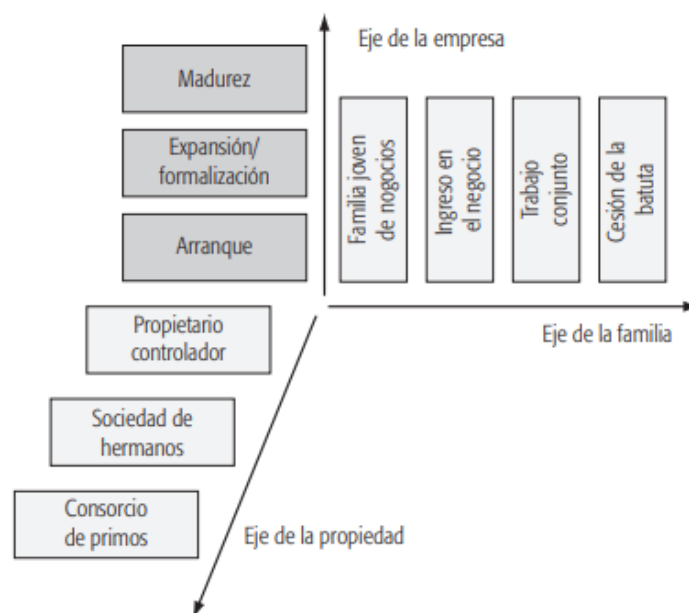 Eje de la empresa
Madurez
Expansión/
formalización
Arranque
Familia joven
de nogocios
Ingreso en
el negocio
Trabajo
conjunto
Cesión de la
batuta
Eje de la familia
Propietario
controlador
Sociedad de
hermanos
Consorcio
de primos
Eje de la propiedad